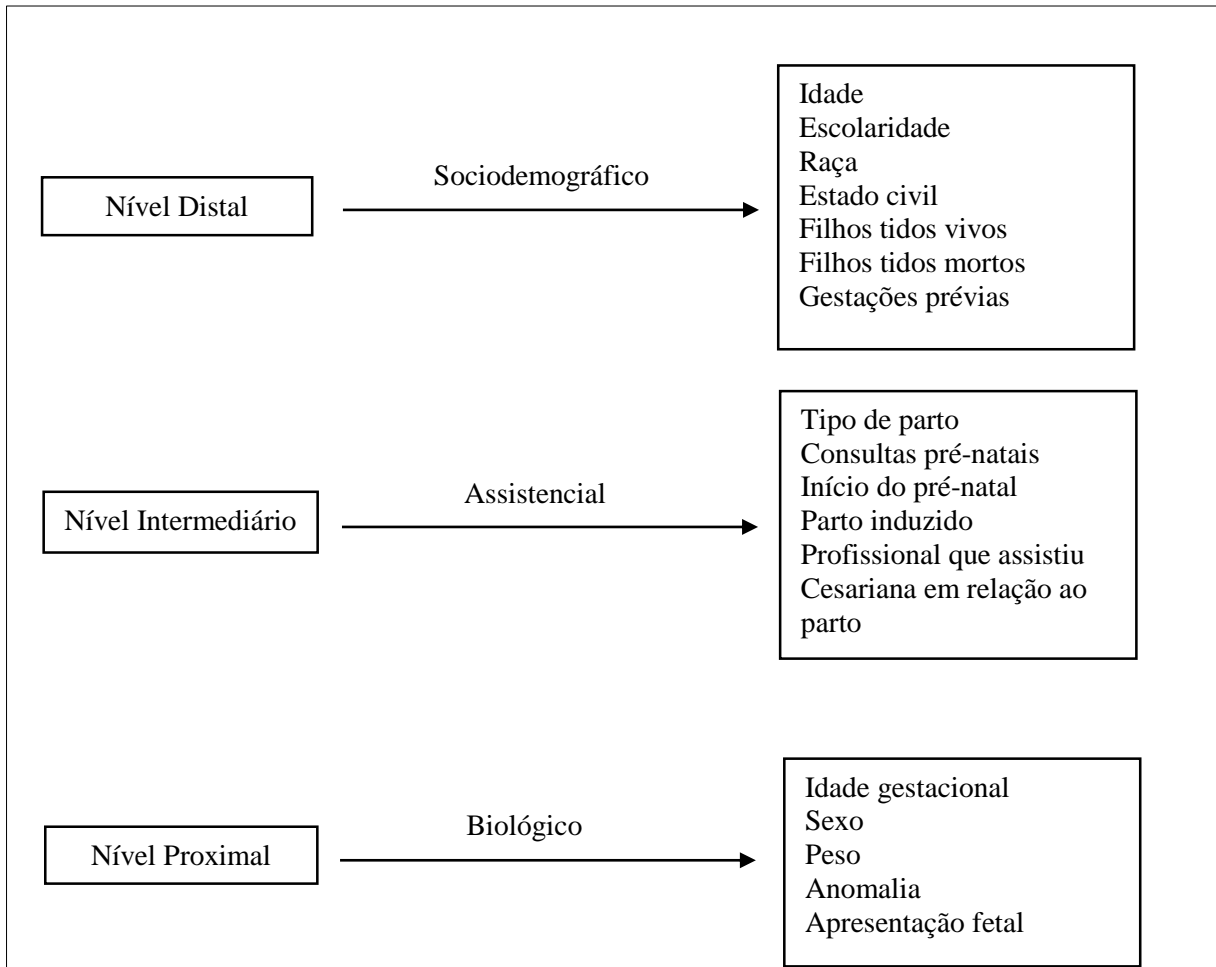 Nível Distal
Sociodemográfico
Idade
Escolaridade
Raça
Estado civil
Filhos tidos vivos
Filhos tidos mortos
Gestações prévias
Nível Intermediário
Assistencial
Tipo de parto
Consultas pré-natais
Início do pré-natal
Parto induzido
Profissional que assistiu
Cesariana em relação ao
parto
Nível Proximal
Biológico
Idade gestacional
Sexo
Peso
Anomalia
Apresentação fetal